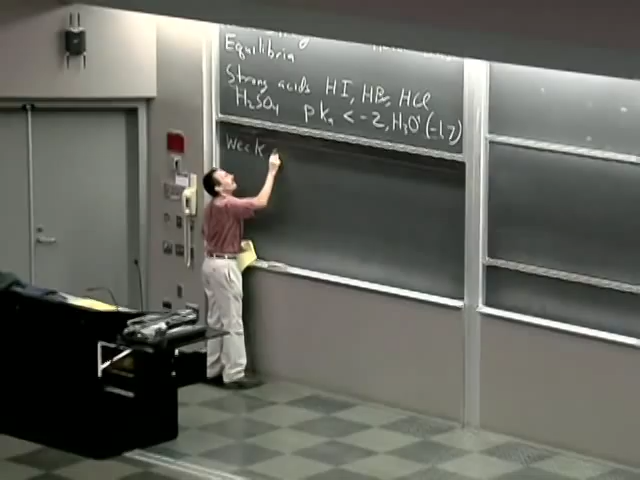 Equilibria
Strong acids HI, HBr, HCl
H₂SO₄ pKₐ < -2, H₃O⁺(-1.7)
Weak